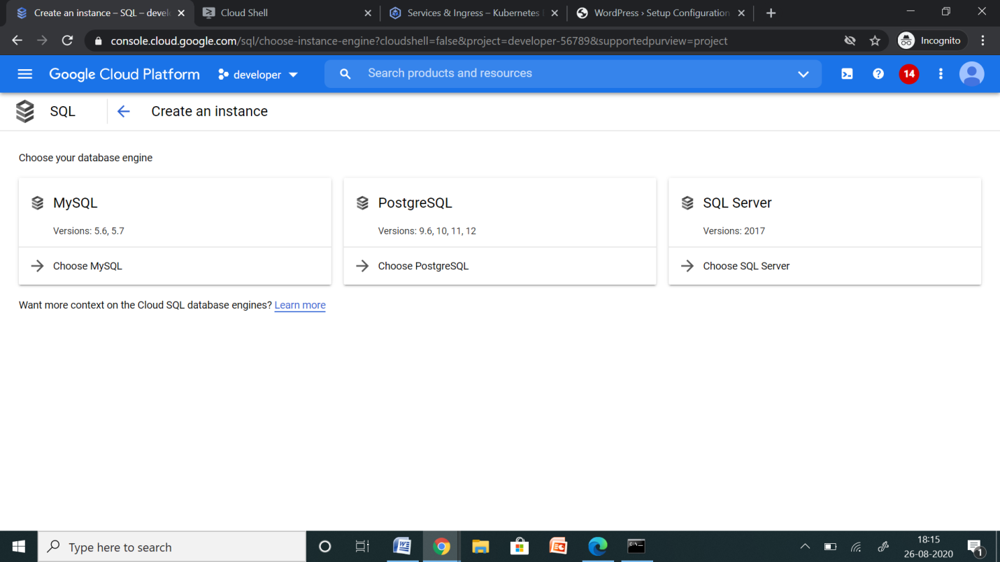 Create an instance – SQL – devel
Cloud Shell
Services & Ingress – Kubernetes
WordPress › Setup Configuration
console.cloud.google.com/sql/choose-instance-engine?cloudshell=false&project=developer-56789&supportedpurview=project
Incognito
Google Cloud Platform
developer
Search products and resources
14
SQL
Create an instance
Choose your database engine
MySQL
Versions: 5.6, 5.7
Choose MySQL
PostgreSQL
Versions: 9.6, 10, 11, 12
Choose PostgreSQL
SQL Server
Versions: 2017
Choose SQL Server
Want more context on the Cloud SQL database engines? Learn more
Type here to search
18:15
26-08-2020
1